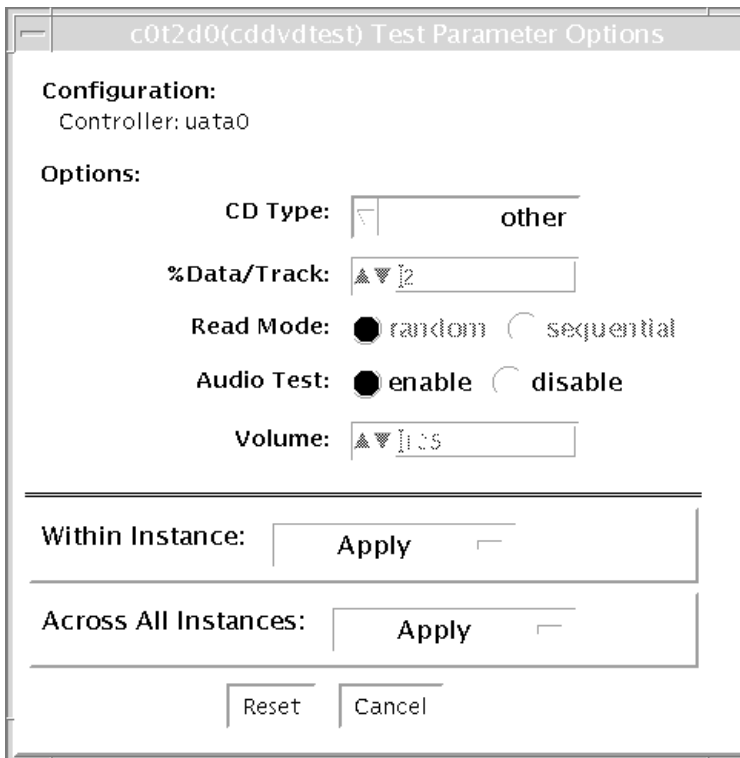 c0t2d0(cddvdtest) Test Parameter Options
Configuration:
Controller: uata0
Options:
CD Type: other
%Data/Track: 2
Read Mode: random sequential
Audio Test: enable disable
Volume:
Within Instance: Apply
Across All Instances: Apply
Reset Cancel